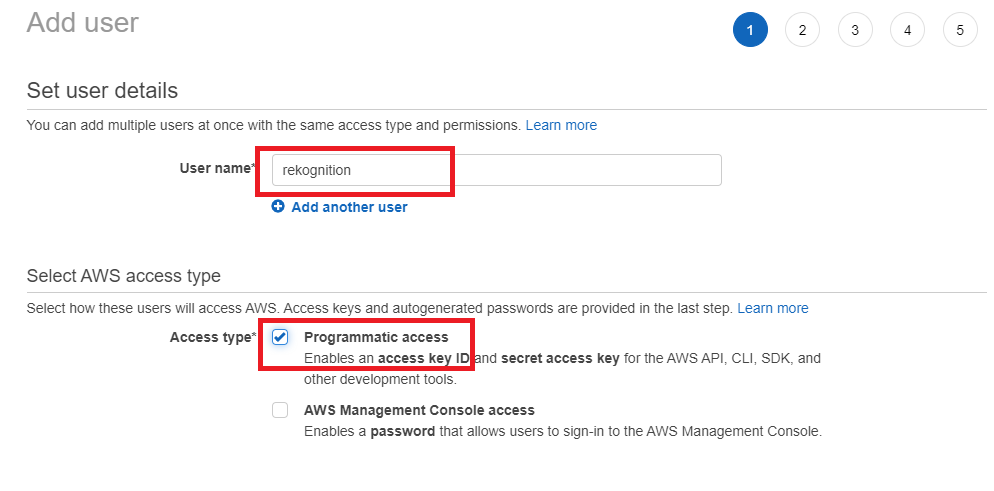 Add user
1 2 3 4 5
Set user details
You can add multiple users at once with the same access type and permissions. Learn more
User name* rekognition
Add another user
Select AWS access type
Select how these users will access AWS. Access keys and autogenerated passwords are provided in the last step. Learn more
Access type* Programmatic access
Enables an access key ID and secret access key for the AWS API, CLI, SDK, and
other development tools.
AWS Management Console access
Enables a password that allows users to sign-in to the AWS Management Console.